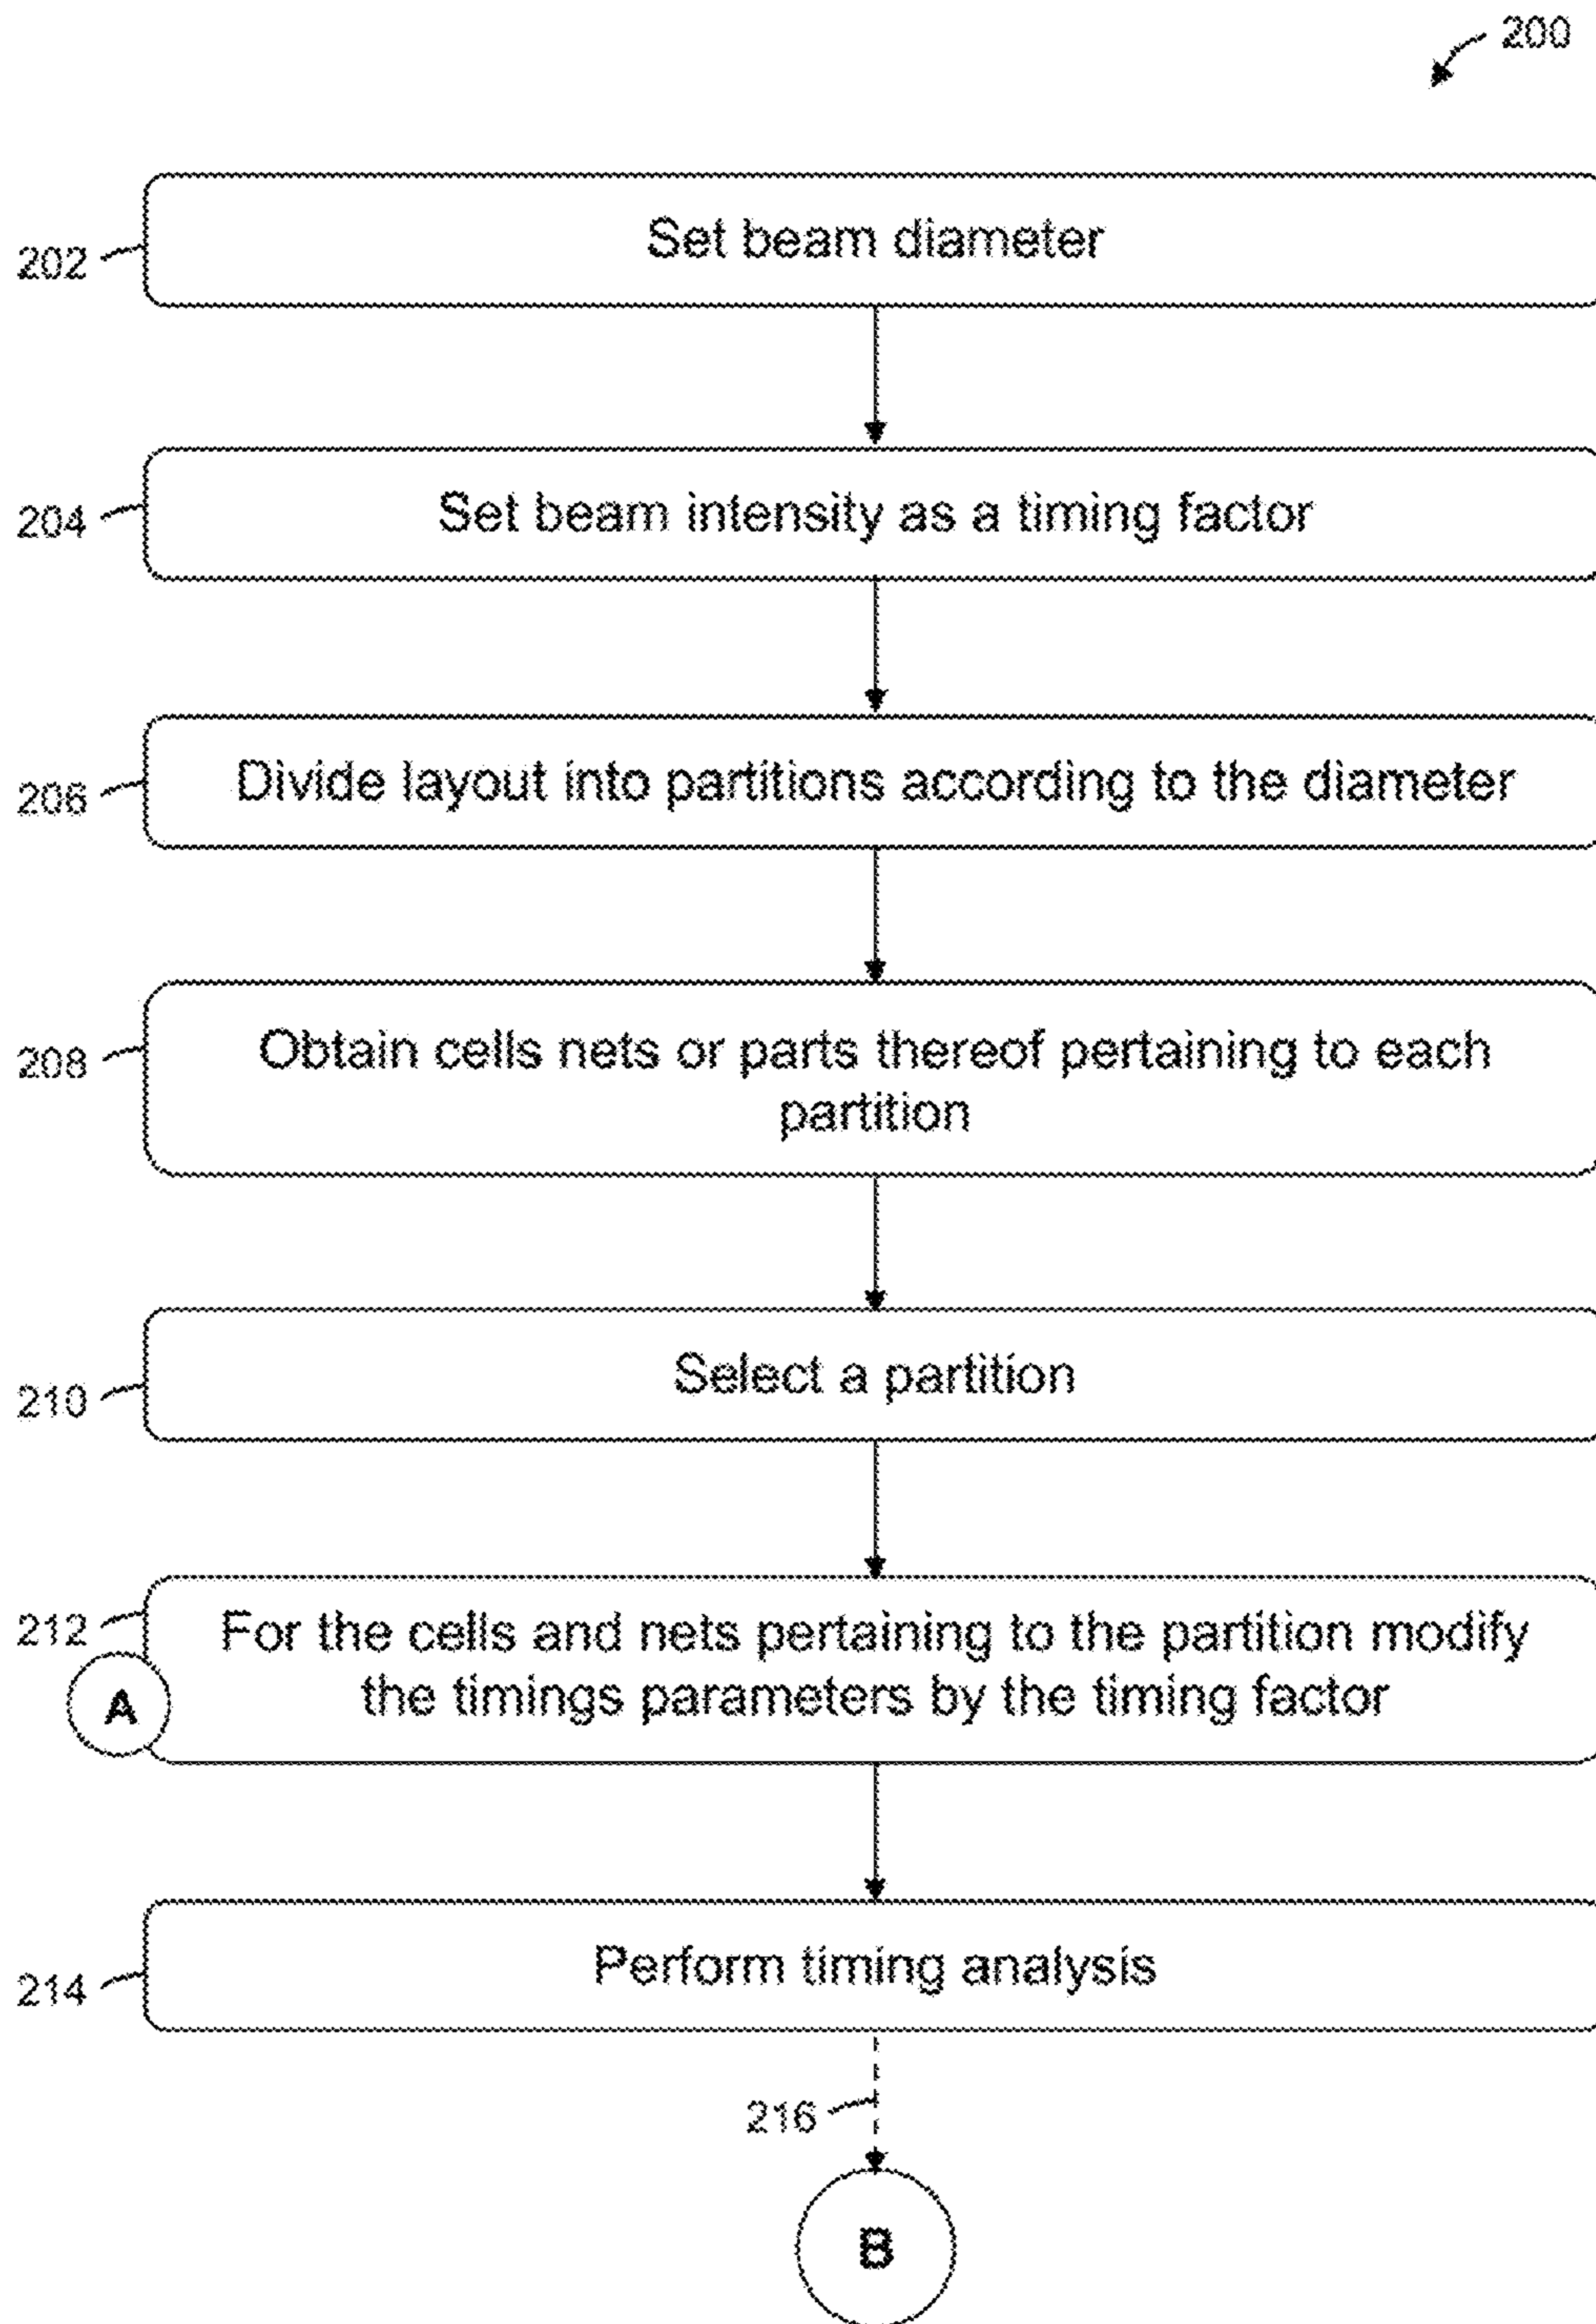 200
202
Set beam diameter
204
Set beam intensity as a timing factor
206
Divide layout into partitions according to the diameter
208
Obtain cells nets or parts thereof pertaining to each
partition
210
Select a partition
212
For the cells and nets pertaining to the partition modify
the timings parameters by the timing factor
A
214
Perform timing analysis
216
B